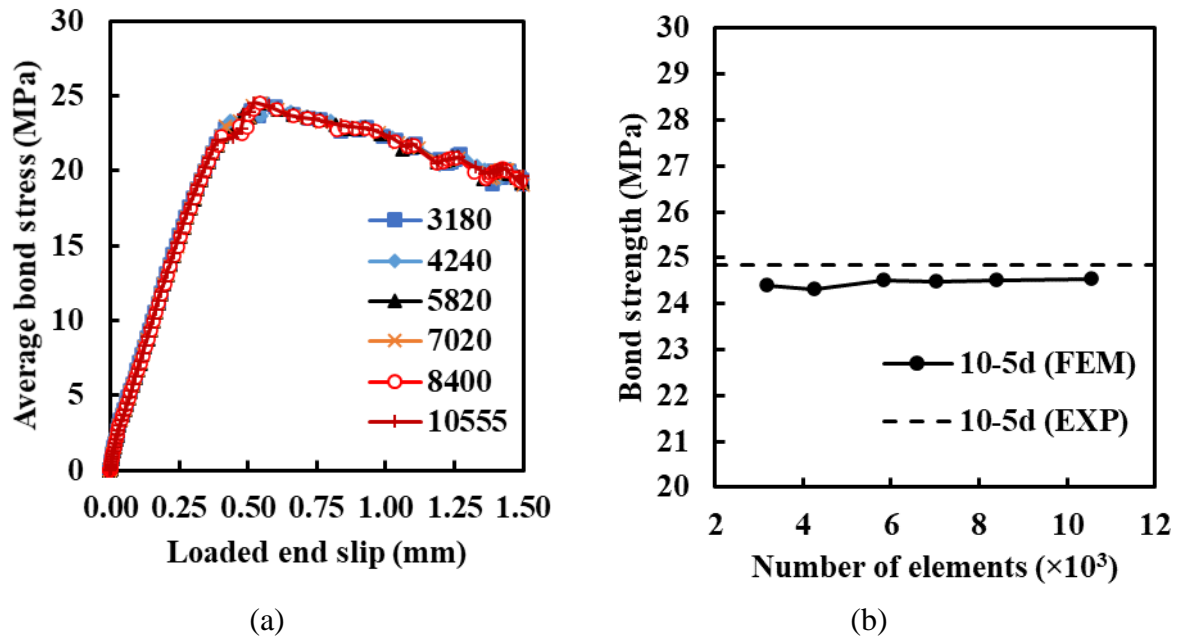 30
25
20
15
10
5
0
Average bond stress (MPa)
3180
4240
5820
7020
8400
10555
0.00 0.25 0.50 0.75 1.00 1.25 1.50
Loaded end slip (mm)
(a)
30
29
28
27
26
25
24
23
22
21
20
Bond strength (MPa)
10-5d (FEM)
10-5d (EXP)
2 4 6 8 10 12
Number of elements (×10³)
(b)